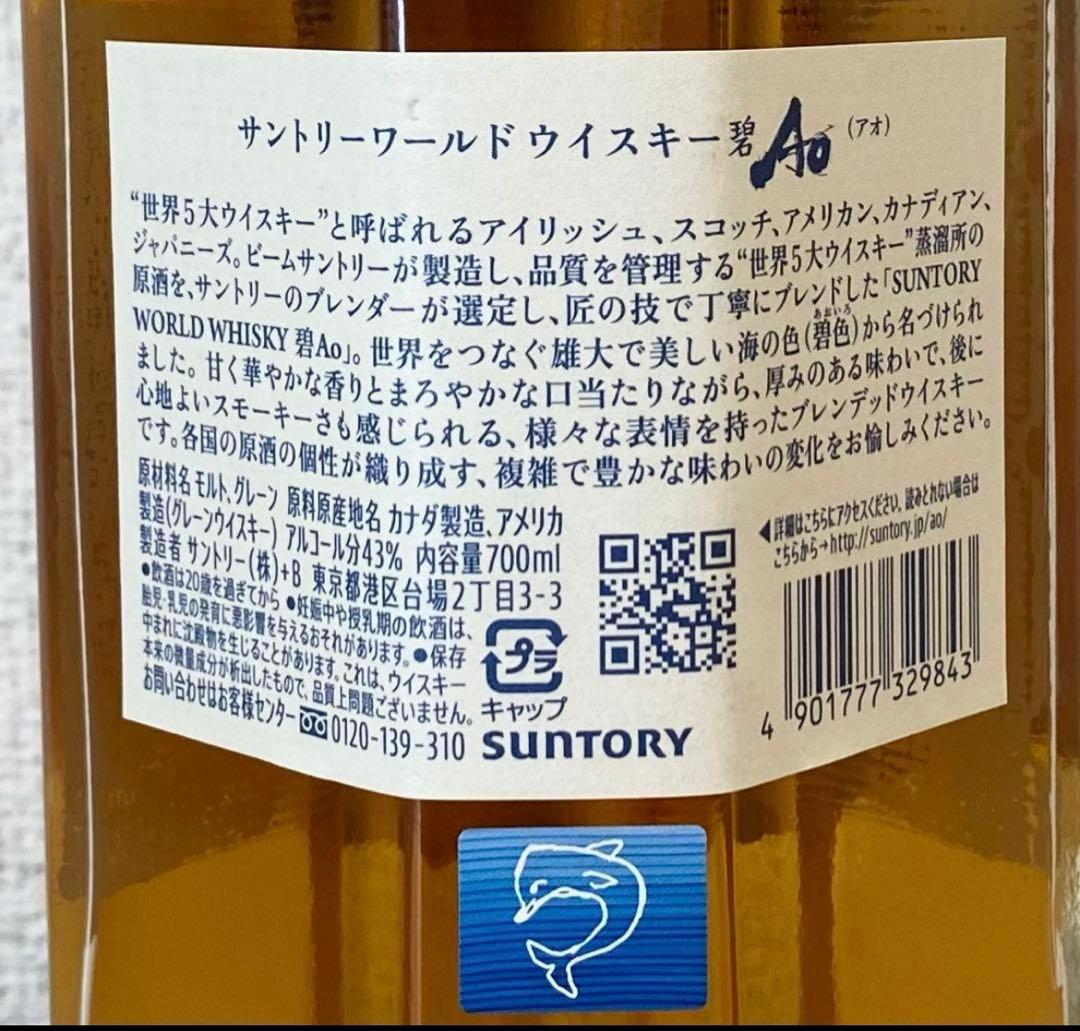 サントリーワールドウイスキー碧Ao（アオ）
“世界5大ウイスキー”と呼ばれるアイリッシュ、スコッチ、アメリカン、カナディアン、
ジャパニーズ。ビームサントリーが製造し、品質を管理する“世界5大ウイスキー”蒸溜所の
原酒を、サントリーのブレンダーが選定し、匠の技で丁寧にブレンドした「SUNTORY
WORLD WHISKY 碧Ao」。世界をつなぐ雄大で美しい海の色（碧色あおいろ）から名づけられ
ました。甘く華やかな香りとまろやかな口当たりながら、厚みのある味わいで、後に
心地よいスモーキーさも感じられる、様々な表情を持ったブレンデッドウイスキー
です。各国の原酒の個性が織り成す、複雑で豊かな味わいの変化をお愉しみください。
原材料名 モルト、グレーン 原料原産地名 カナダ製造、アメリカ
製造（グレーンウイスキー） アルコール分43% 内容量700ml
製造者 サントリー（株）+B 東京都港区台場2丁目3-3
●飲酒は20歳を過ぎてから ●妊娠中や授乳期の飲酒は、
胎児・乳児の発育に悪影響を与えるおそれがあります。●保存
中まれに沈殿物を生じることがあります。これは、ウイスキー
本来の微量成分が析出したもので、品質上問題ございません。
お問い合わせはお客様センター 0120-139-310
プラ
キャップ
SUNTORY
◀詳細はこちらにアクセスください。読みとれない場合は
こちらから→http://suntory.jp/ao/
4 901777 329843